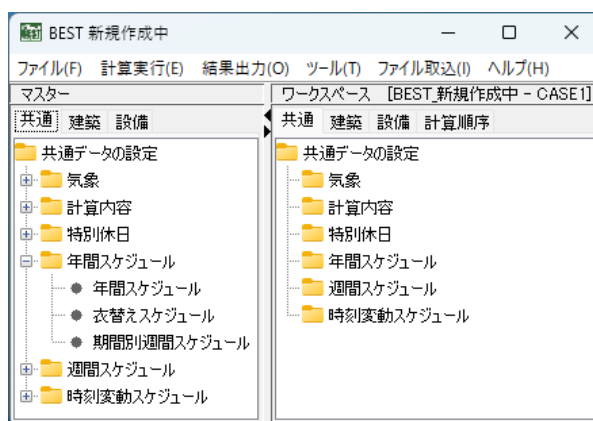 BEST 新規作成中
ファイル(F) 計算実行(E) 結果出力(O) ツール(T) ファイル取込(I) ヘルプ(H)
マスター
共通 建築 設備
共通データの設定
気象
計算内容
特別休日
年間スケジュール
年間スケジュール
衣替えスケジュール
期間別週間スケジュール
週間スケジュール
時刻変動スケジュール
ワークスペース [BEST_新規作成中 - CASE1]
共通 建築 設備 計算順序
共通データの設定
気象
計算内容
特別休日
年間スケジュール
週間スケジュール
時刻変動スケジュール